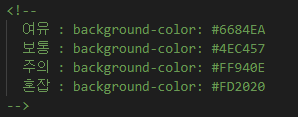 <!--
여유 : background-color: #6684EA
보통 : background-color: #4EC457
주의 : background-color: #FF940E
혼잡 : background-color: #FD2020
-->